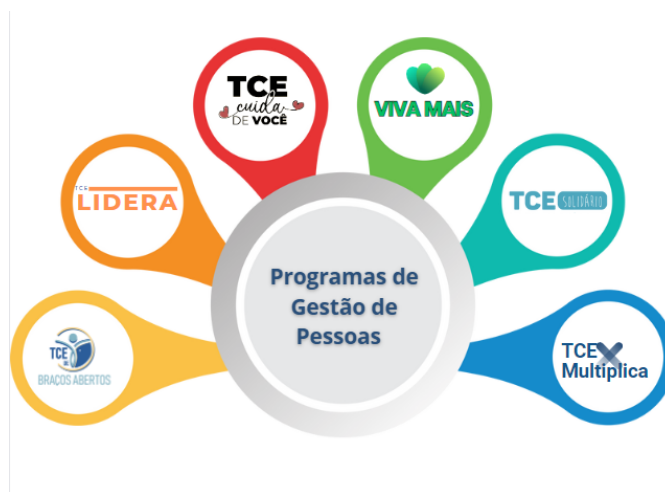 TCE
cuida
DE VOCÊ
VIVA MAIS
TCE
LIDERA
TCE SOLIDÁRIO
Programas de
Gestão de
Pessoas
TCE
BRAÇOS ABERTOS
TCE
Multiplica